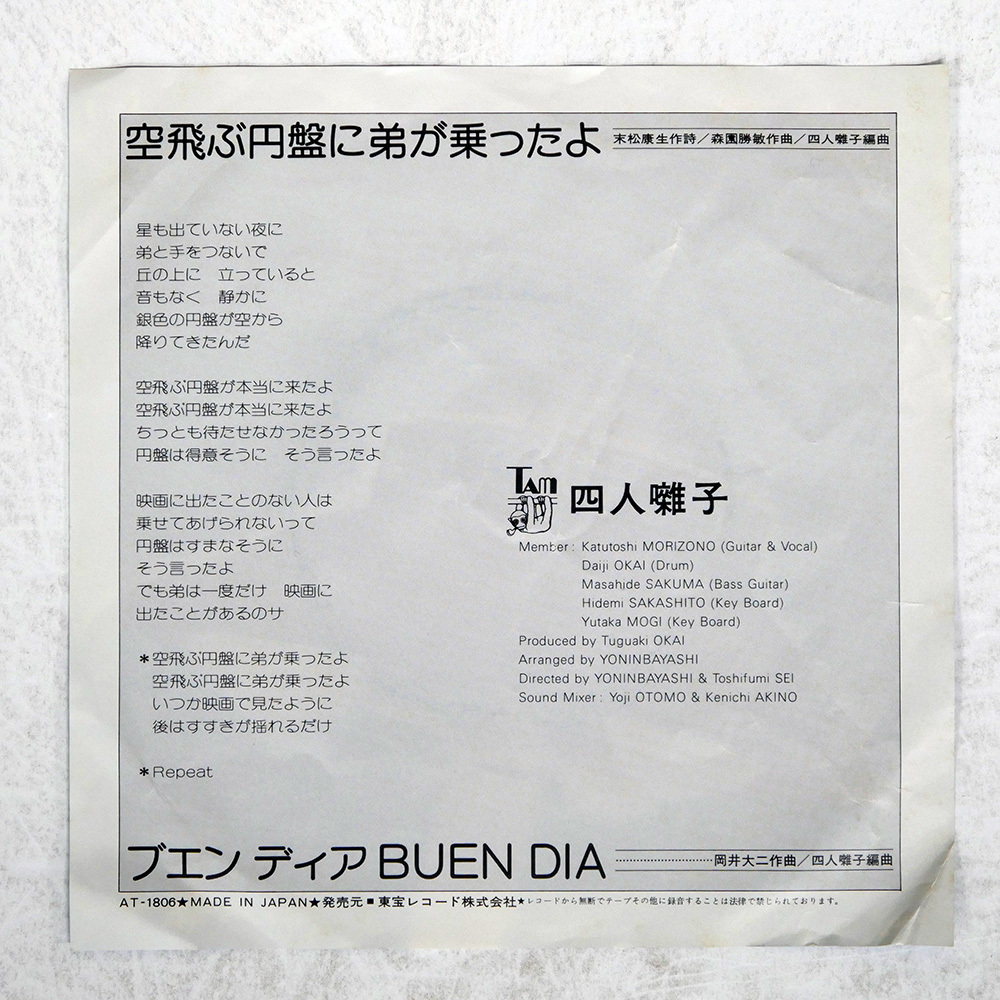 空飛ぶ円盤に弟が乗ったよ 末松康生作詩／森園勝敏作曲／四人囃子編曲
星も出ていない夜に
弟と手をつないで
丘の上に　立っていると
音もなく　静かに
銀色の円盤が空から
降りてきたんだ
空飛ぶ円盤が本当に来たよ
空飛ぶ円盤が本当に来たよ
ちっとも待たせなかったろうって
円盤は得意そうに　そう言ったよ
映画に出たことのない人は
乗せてあげられないって
円盤はすまなそうに
そう言ったよ
でも弟は一度だけ　映画に
出たことがあるのサ
＊空飛ぶ円盤に弟が乗ったよ
空飛ぶ円盤に弟が乗ったよ
いつか映画で見たように
後はすすきが揺れるだけ
＊Repeat
TAM 四人囃子
Member: Katutoshi MORIZONO (Guitar & Vocal)
Daiji OKAI (Drum)
Masahide SAKUMA (Bass Guitar)
Hidemi SAKASHITO (Key Board)
Yutaka MOGI (Key Board)
Produced by Tuguaki OKAI
Arranged by YONINBAYASHI
Directed by YONINBAYASHI & Toshifumi SEI
Sound Mixer: Yoji OTOMO & Kenichi AKINO
ブエン ディア BUEN DIA ･･････････････････････････岡井大二作曲／四人囃子編曲
AT-1806★MADE IN JAPAN★発売元■東宝レコード株式会社★レコードから無断でテープその他に録音することは法律で禁じられております。